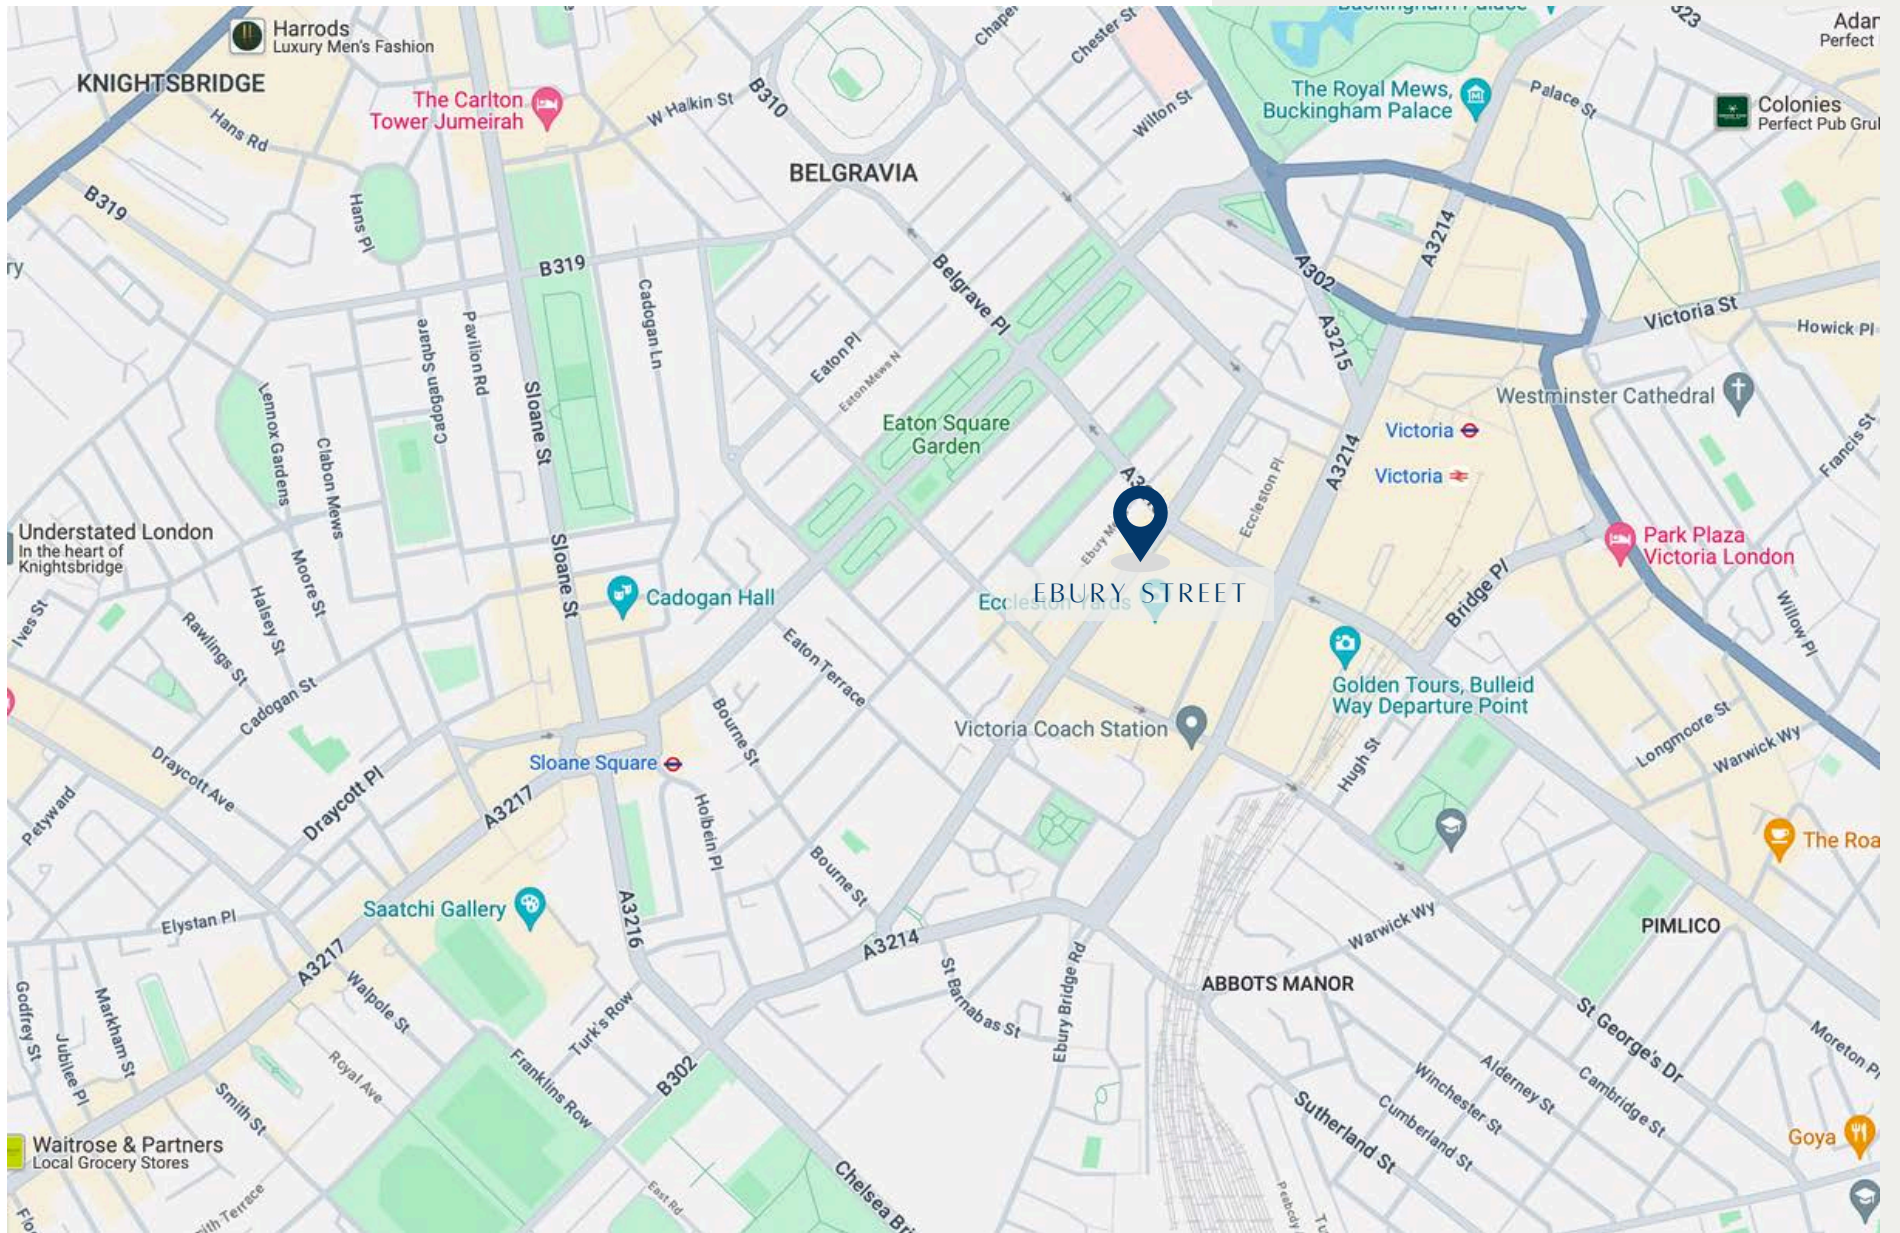 Harrods
Luxury Men's Fashion
KNIGHTSBRIDGE
The Carlton
Tower Jumeirah
Hans Rd
Hans Pl
B319
W Halkin St
B310
BELGRAVIA
Chester St
Wilton St
Buckingham Palace
The Royal Mews,
Buckingham Palace
Palace St
Colonies
Perfect
B319
Cadogan Ln
Belgrave Pl
Eaton Pl
Eaton Mews N
Cadogan Square
Pavilion Rd
Sloane St
Lennox Gardens
Clabon Mews
Eaton Square
Garden
A302
A3214
A3215
Victoria St
Howick Pl
Westminster Cathedral
Victoria
Victoria
A3214
Francis St
Eccleston Pl
Understated London
In the heart of
Knightsbridge
Moore St
Halsey St
Ives St
Rawlings St
Cadogan St
Sloane St
Cadogan Hall
Ebury
EBURY STREET
Eccleston Yards
Park Plaza
Victoria London
Bridge Pl
Willow Pl
Golden Tours, Bulleid
Way Departure Point
Eaton Terrace
Bourne St
Victoria Coach Station
Longmoore St
Warwick Wy
Hugh St
Sloane Square
Draycott Ave
Draycott Pl
Petyward
A3217
Holbein Pl
Bourne St
Saatchi Gallery
Elystan Pl
A3217
A3216
A3214
Warwick Wy
PIMLICO
ABBOTS MANOR
St Barnabas St
Ebury Bridge Rd
St George's Dr
Moreton Pl
Godfrey St
Jubilee Pl
Markham St
Walpole St
Turk's Row
Franklins Row
Royal Ave
Smith St
B302
Alderney St
Winchester St
Cambridge St
Cumberland St
Sutherland St
Goya
Waitrose & Partners
Local Grocery Stores
Terrace
East Rd
Chelsea
Peabody